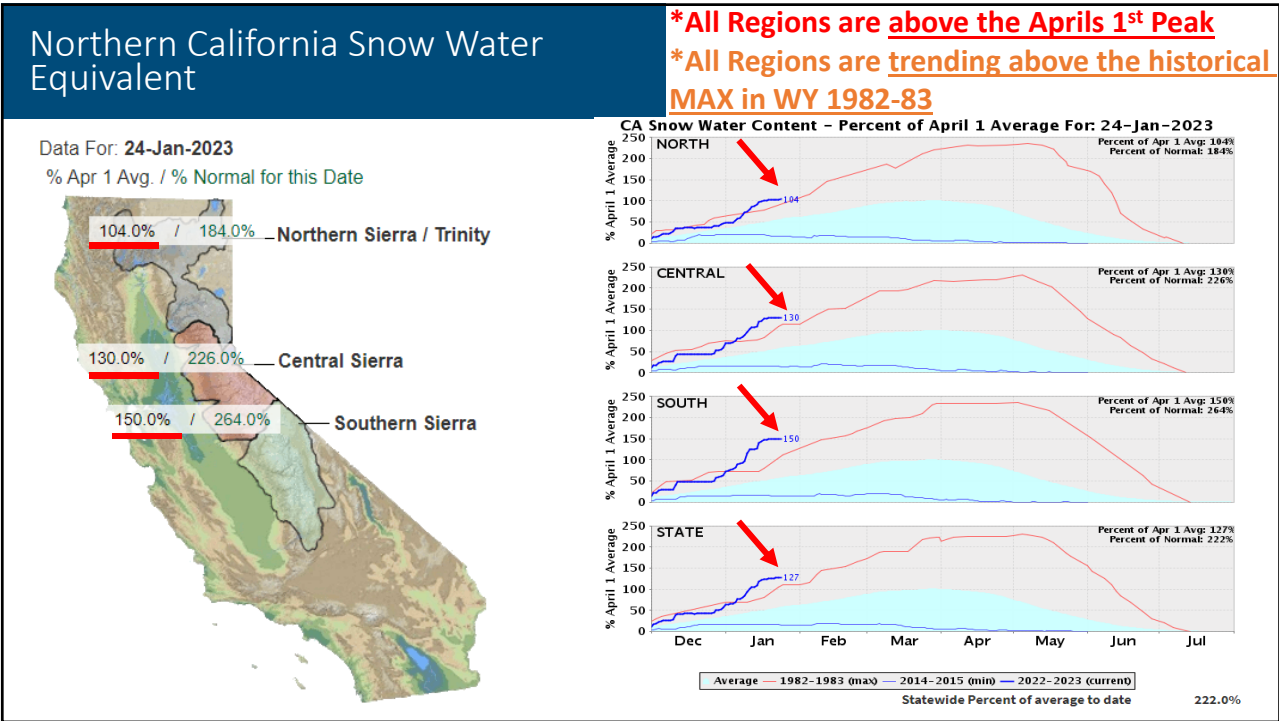 Northern California Snow Water
Equivalent
*All Regions are above the Aprils 1st Peak
*All Regions are trending above the historical
MAX in WY 1982-83
Data For: 24-Jan-2023
% Apr 1 Avg. / % Normal for this Date
104.0% / 184.0%
Northern Sierra / Trinity
130.0% / 226.0%
Central Sierra
150.0% / 264.0%
Southern Sierra
CA Snow Water Content - Percent of April 1 Average For: 24-Jan-2023
% April 1 Average
250
200
150
100
50
0
NORTH
Percent of Apr 1 Avg: 104%
Percent of Normal: 184%
104
% April 1 Average
250
200
150
100
50
0
CENTRAL
Percent of Apr 1 Avg: 130%
Percent of Normal: 226%
130
% April 1 Average
250
200
150
100
50
0
SOUTH
Percent of Apr 1 Avg: 150%
Percent of Normal: 264%
150
% April 1 Average
250
200
150
100
50
0
STATE
Percent of Apr 1 Avg: 127%
Percent of Normal: 222%
127
Dec Jan Feb Mar Apr May Jun Jul
Average 1982-1983 (max) 2014-2015 (min) 2022-2023 (current)
Statewide Percent of average to date 222.0%